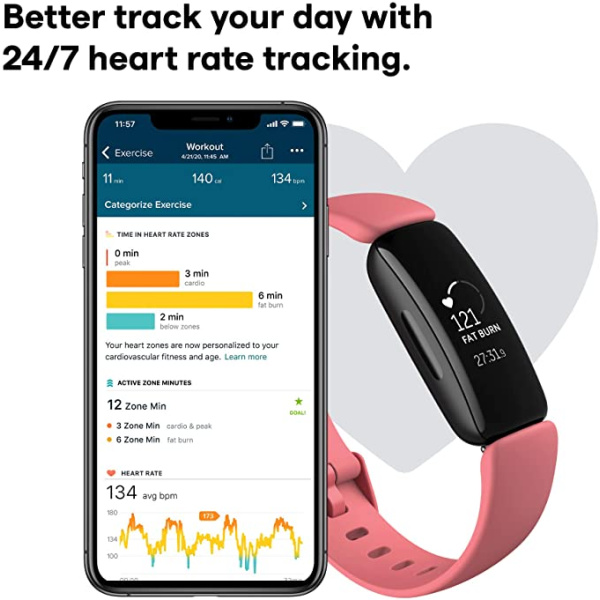 Better track your day with
24/7 heart rate tracking.
11:57
Exercise
Workout
4/21/20, 11:45 AM
11 min 140 cal 134 bpm
Categorize Exercise
TIME IN HEART RATE ZONES
0 min
peak
3 min
cardio
6 min
fat burn
2 min
below zones
Your heart zones are now personalized to your
cardiovascular fitness and age. Learn more
ACTIVE ZONE MINUTES
12 Zone Min
GOAL!
3 Zone Min cardio & peak
6 Zone Min fat burn
HEART RATE
134 avg bpm
180
173
134
100
121
FAT BURN
27:31